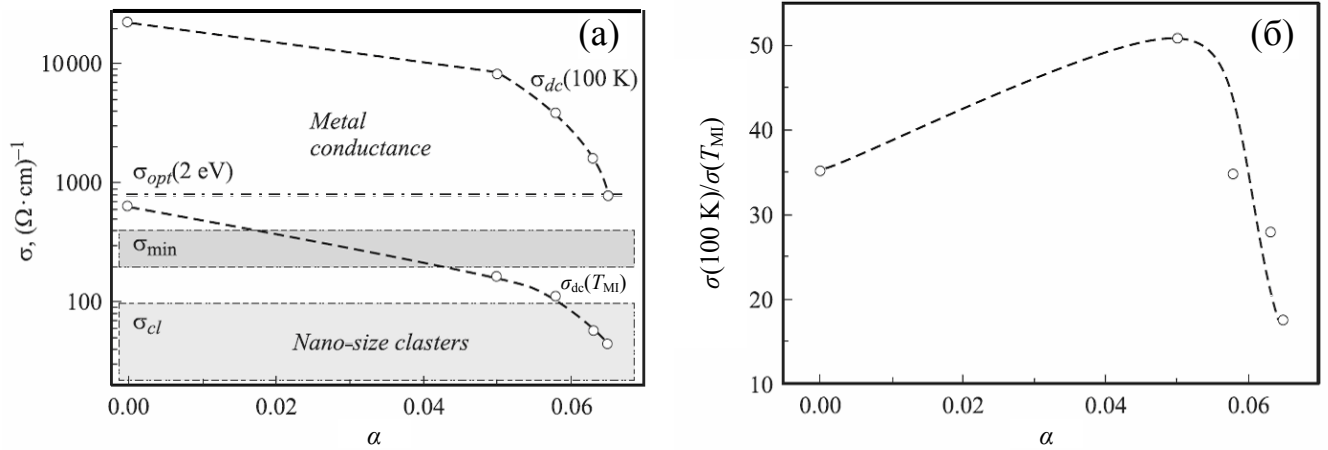 (а)
10000
1000
100
σ, (Ω·cm)⁻¹
σdc(100 K)
Metal
conductance
σopt(2 eV)
σmin
σdc(TMI)
σcl
Nano-size clasters
0.00
0.02
0.04
0.06
α
(б)
50
40
30
20
10
σ(100 K)/σ(TMI)
0.00
0.02
0.04
0.06
α